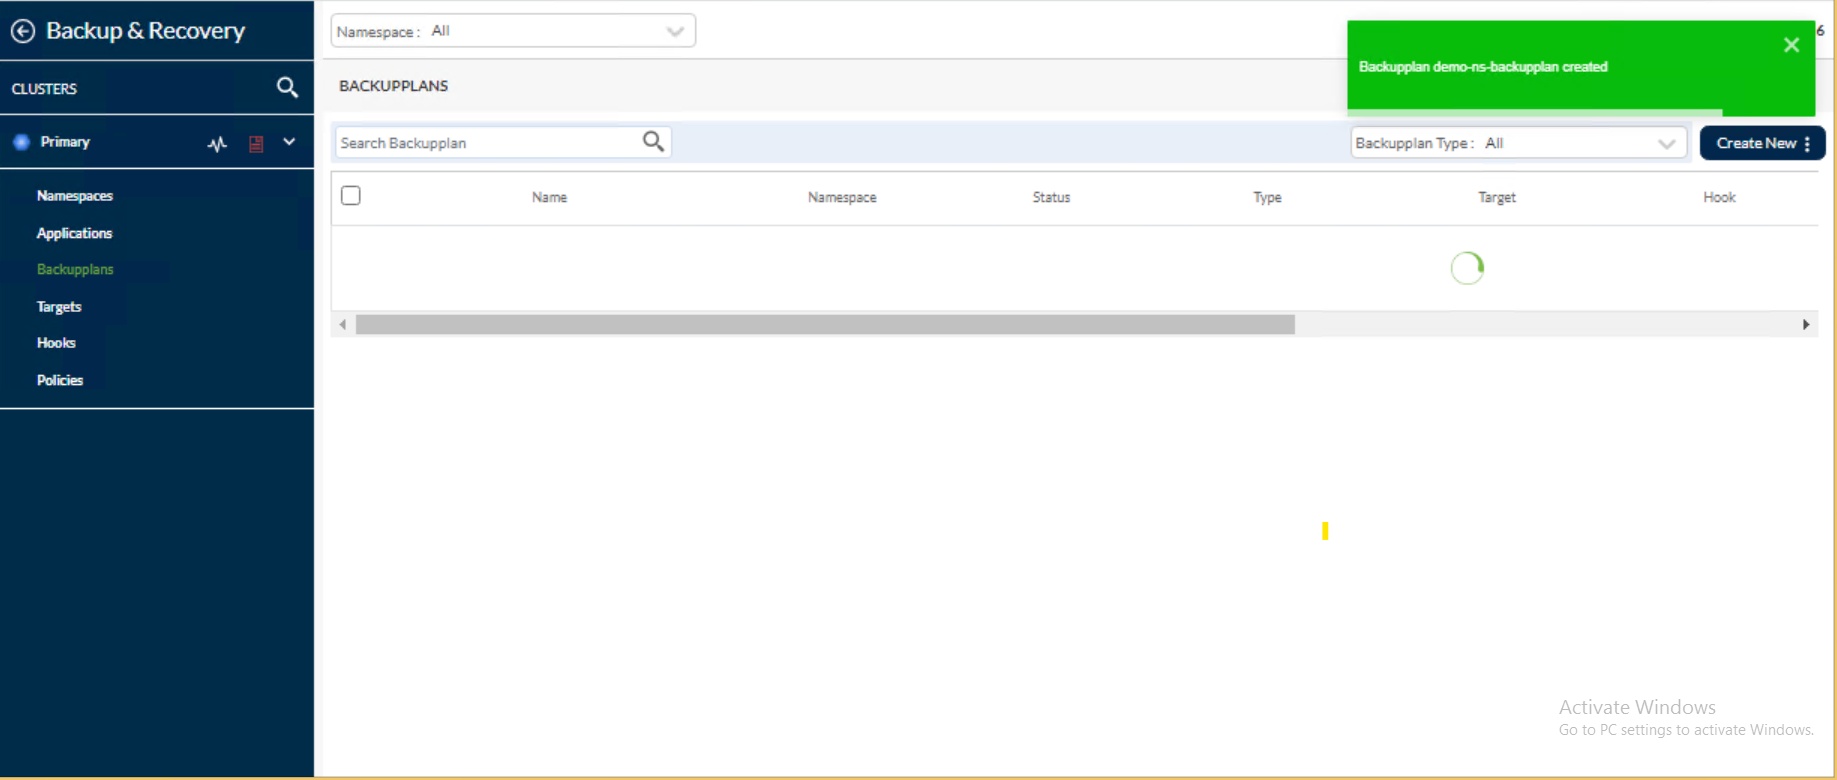 Backup & Recovery
Namespace : All
6
Backupplan demo-ns-backupplan created
CLUSTERS
BACKUPPLANS
Primary
Search Backupplan
Backupplan Type : All
Create New
Name
Namespace
Status
Type
Target
Hook
Namespaces
Applications
Backupplans
Targets
Hooks
Policies
Activate Windows
Go to PC settings to activate Windows.